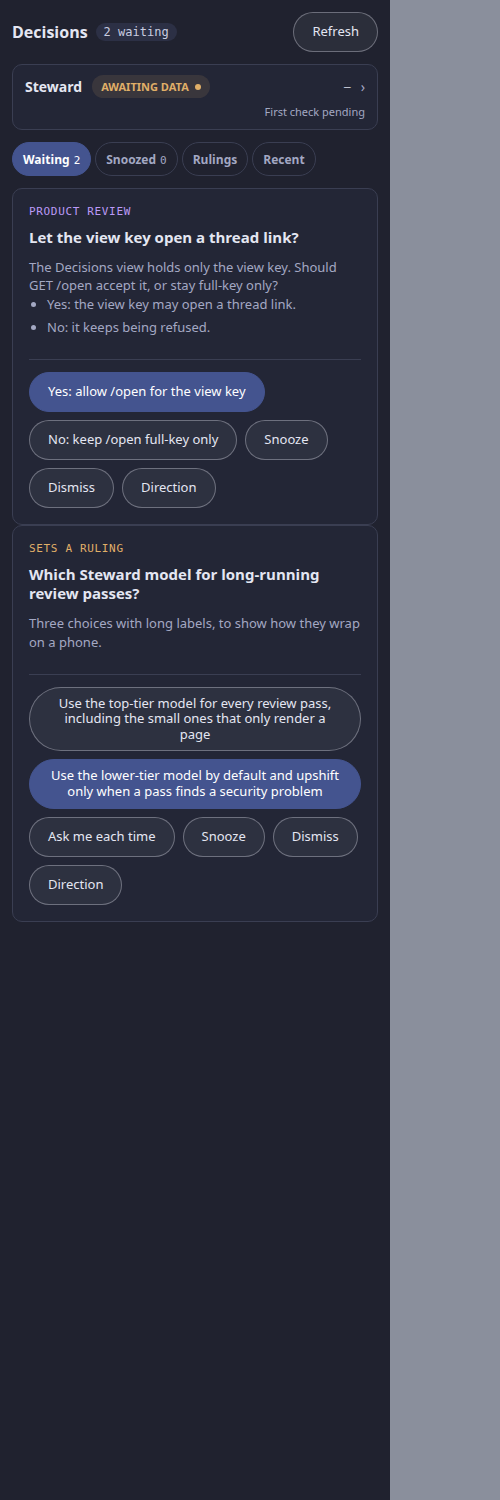 Decisions 2 waiting Refresh
Steward AWAITING DATA – ›
First check pending
Waiting 2 Snoozed 0 Rulings Recent
PRODUCT REVIEW
Let the view key open a thread link?
The Decisions view holds only the view key. Should
GET /open accept it, or stay full-key only?
• Yes: the view key may open a thread link.
• No: it keeps being refused.
Yes: allow /open for the view key
No: keep /open full-key only Snooze
Dismiss Direction
SETS A RULING
Which Steward model for long-running
review passes?
Three choices with long labels, to show how they wrap
on a phone.
Use the top-tier model for every review pass,
including the small ones that only render a
page
Use the lower-tier model by default and upshift
only when a pass finds a security problem
Ask me each time Snooze Dismiss
Direction